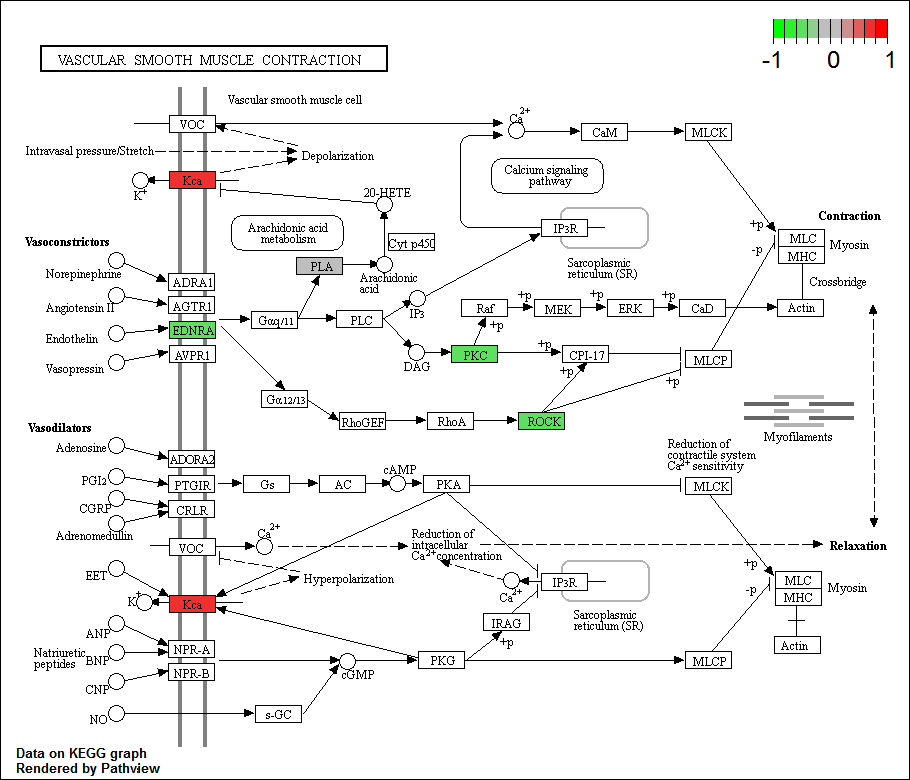 -1 0 1
VASCULAR SMOOTH MUSCLE CONTRACTION
Vascular smooth muscle cell
VOC
Ca2+
CaM
MLCK
Intravasal pressure/Stretch
Depolarization
Kca
K+
20-HETE
Calcium signaling
pathway
Arachidonic acid
metabolism
Cyt p450
IP3R
+p
-p
Contraction
MLC
MHC
Myosin
Vasoconstrictors
PLA
Arachidonic
acid
Sarcoplasmic
reticulum (SR)
Crossbridge
Norepinephrine
ADRA1
Angiotensin II
AGTR1
IP3
Raf
+p
MEK
+p
ERK
+p
CaD
Actin
Endothelin
EDNRA
Gαq/11
PLC
+p
Vasopressin
AVPR1
DAG
PKC
+p
CPI-17
MLCP
+p
+p
Gα12/13
RhoGEF
RhoA
ROCK
Myofilaments
Vasodilators
Adenosine
ADORA2
Reduction of
contractile system
Ca2+ sensitivity
PGI2
PTGIR
Gs
AC
cAMP
PKA
MLCK
CGRP
CRLR
Adrenomedullin
VOC
Ca2+
Reduction of
intracellular
Ca2+concentration
Relaxation
EET
Hyperpolarization
Kca
K+
Ca2+
IP3R
+p
-p
MLC
MHC
Myosin
Sarcoplasmic
reticulum (SR)
IRAG
+p
ANP
Natriuretic
peptides
BNP
CNP
NPR-A
NPR-B
cGMP
PKG
MLCP
Actin
NO
s-GC
Data on KEGG graph
Rendered by Pathview